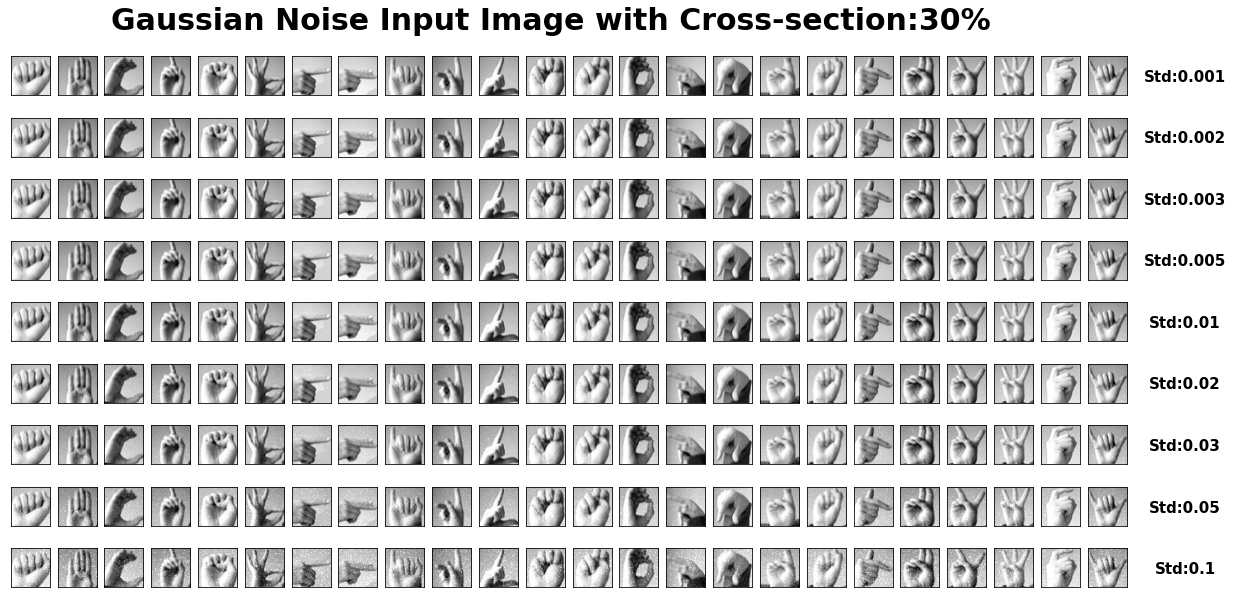 Gaussian Noise Input Image with Cross-section:30%
Std:0.001
Std:0.002
Std:0.003
Std:0.005
Std:0.01
Std:0.02
Std:0.03
Std:0.05
Std:0.1